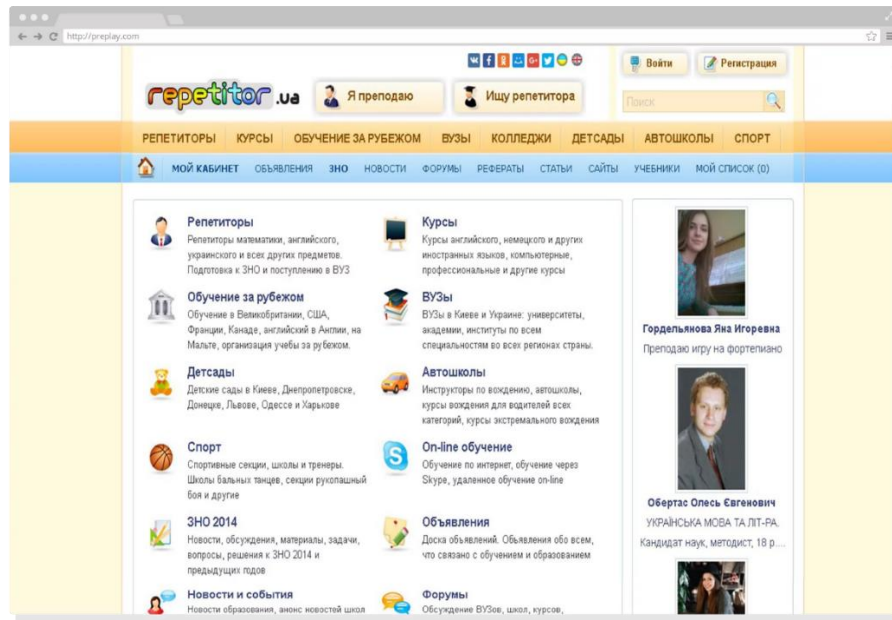 http://preplay.com
Войти
Регистрация
repetitor.ua
Я преподаю
Ищу репетитора
Поиск
РЕПЕТИТОРЫ КУРСЫ ОБУЧЕНИЕ ЗА РУБЕЖОМ ВУЗЫ КОЛЛЕДЖИ ДЕТСАДЫ АВТОШКОЛЫ СПОРТ
МОЙ КАБИНЕТ ОБЪЯВЛЕНИЯ ЗНО НОВОСТИ ФОРУМЫ РЕФЕРАТЫ СТАТЬИ САЙТЫ УЧЕБНИКИ МОЙ СПИСОК (0)
Репетиторы
Репетиторы математики, английского,
украинского и всех других предметов.
Подготовка к ЗНО и поступлению в ВУЗ
Курсы
Курсы английского, немецкого и других
иностранных языков, компьютерные,
профессиональные и другие курсы
Обучение за рубежом
Обучение в Великобритании, США,
Франции, Канаде, английский в Англии, на
Мальте, организация учебы за рубежом.
ВУЗы
ВУЗы в Киеве и Украине: университеты,
академии, институты по всем
специальностям во всех регионах страны.
Детсады
Детские сады в Киеве, Днепропетровске,
Донецке, Львове, Одессе и Харькове
Автошколы
Инструкторы по вождению, автошколы,
курсы вождения для водителей всех
категорий, курсы экстремального вождения
Спорт
Спортивные секции, школы и тренеры.
Школы бальных танцев, секции рукопашный
боя и другие
On-line обучение
Обучение по интернет, обучение через
Skype, удаленное обучение on-line
ЗНО 2014
Новости, обсуждения, материалы, задачи,
вопросы, решения к ЗНО 2014 и
предыдущих годов
Объявления
Доска объявлений. Объявления обо всем,
что связано с обучением и образованием
Новости и события
Новости образования, анонс новостей школ
Форумы
Обсуждение ВУЗов, школ, курсов,
Гордельянова Яна Игоревна
Преподаю игру на фортепиано
Обертас Олесь Євгенович
УКРАЇНСЬКА МОВА ТА ЛІТ-РА.
Кандидат наук, методист, 18 р....